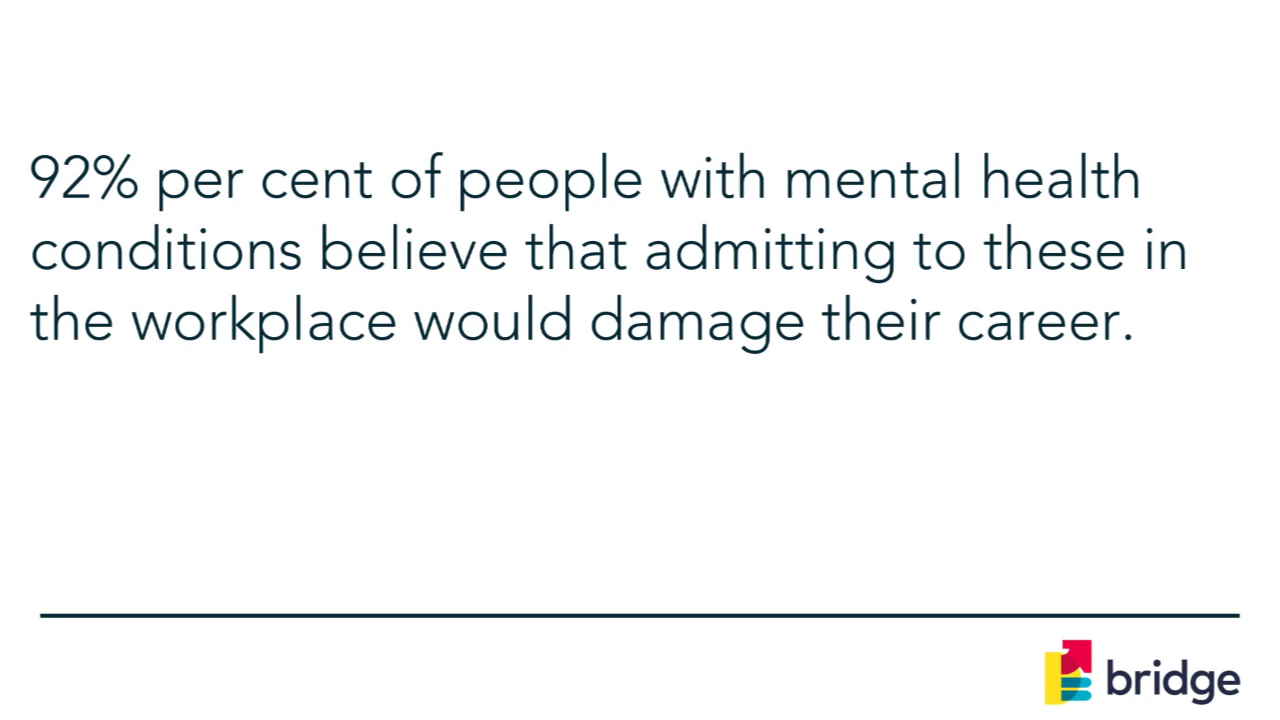 92% per cent of people with mental health
conditions believe that admitting to these in
the workplace would damage their career.
bridge